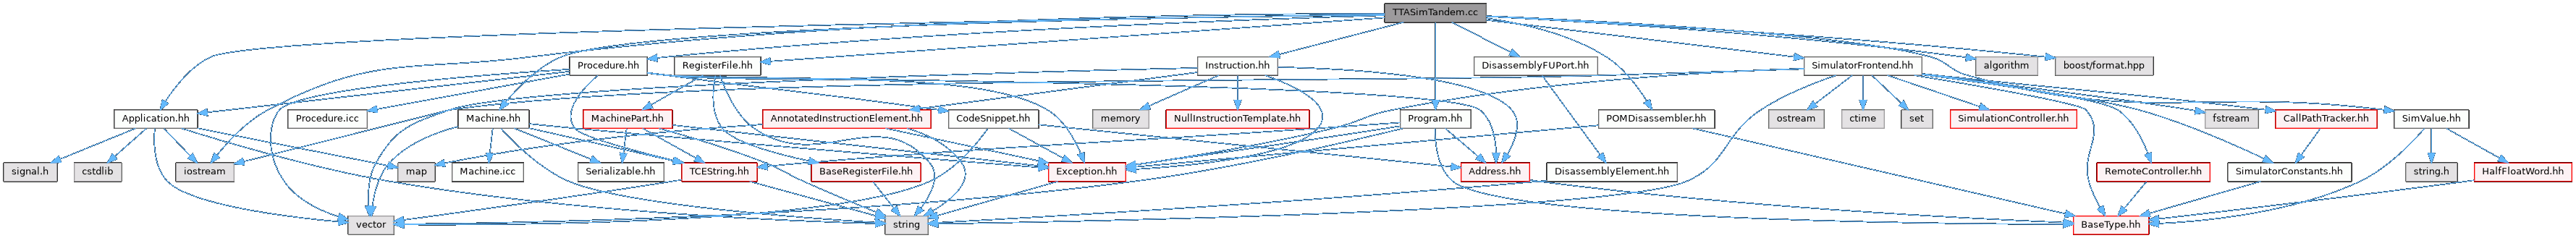 TTASimTandem.cc
Procedure.hh
RegisterFile.hh
Instruction.hh
DisassemblyFUPort.hh
SimulatorFrontend.hh
algorithm
boost/format.hpp
Application.hh
Procedure.icc
Machine.hh
MachinePart.hh
AnnotatedInstructionElement.hh
CodeSnippet.hh
memory
NullInstructionTemplate.hh
Program.hh
POMDisassembler.hh
ostream
ctime
set
SimulationController.hh
fstream
CallPathTracker.hh
SimValue.hh
signal.h
cstdlib
iostream
map
Machine.icc
Serializable.hh
TCEString.hh
BaseRegisterFile.hh
Exception.hh
Address.hh
DisassemblyElement.hh
RemoteController.hh
SimulatorConstants.hh
string.h
HalfFloatWord.hh
vector
string
BaseType.hh